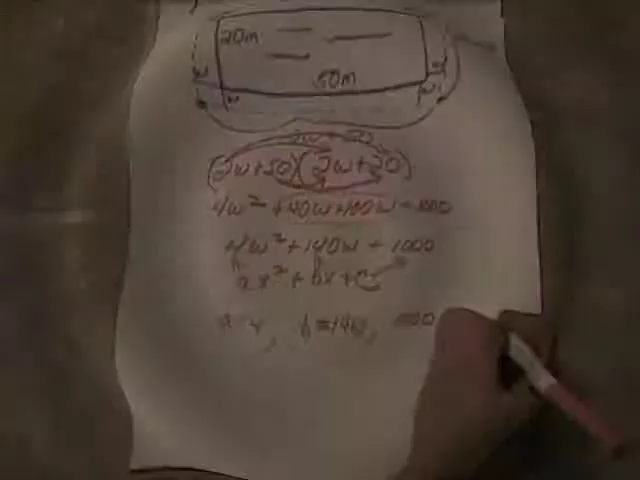 20m
50m
w w w
(2w+50)(2w+20)
4w² + 40w + 100w + 1000
4w² + 140w + 1000
ax² + bx + c
a=4, b=140, 1000